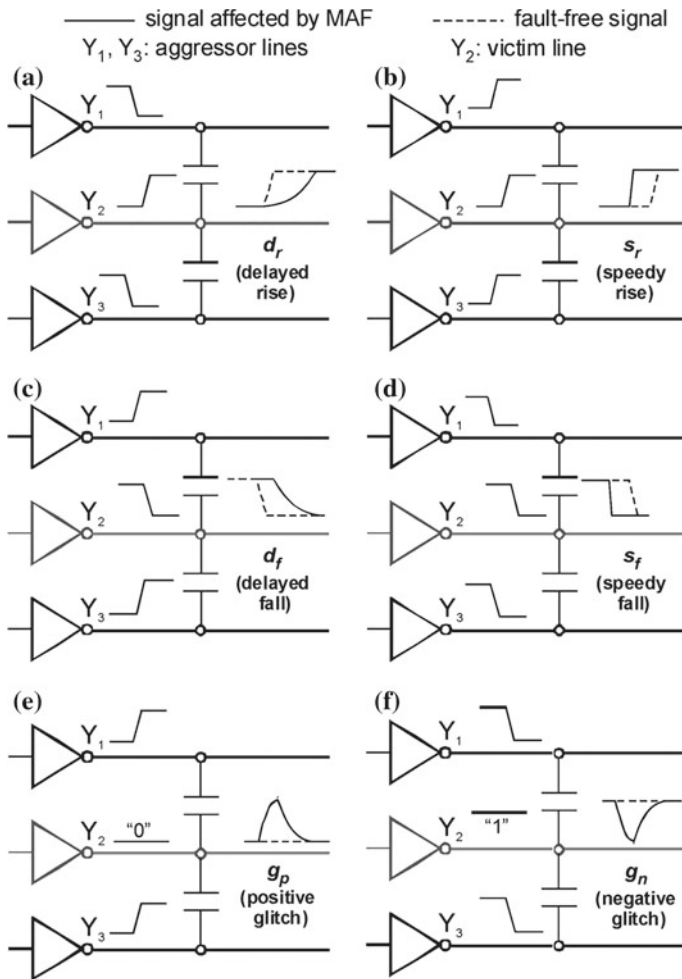 signal affected by MAF
fault-free signal
Y1, Y3: aggressor lines
Y2: victim line
(a)
Y1
Y2
dr
(delayed
rise)
Y3
(b)
Y1
Y2
sr
(speedy
rise)
Y3
(c)
Y1
Y2
df
(delayed
fall)
Y3
(d)
Y1
Y2
sf
(speedy
fall)
Y3
(e)
Y1
Y2 "0"
gp
(positive
glitch)
Y3
(f)
Y1
Y2 "1"
gn
(negative
glitch)
Y3